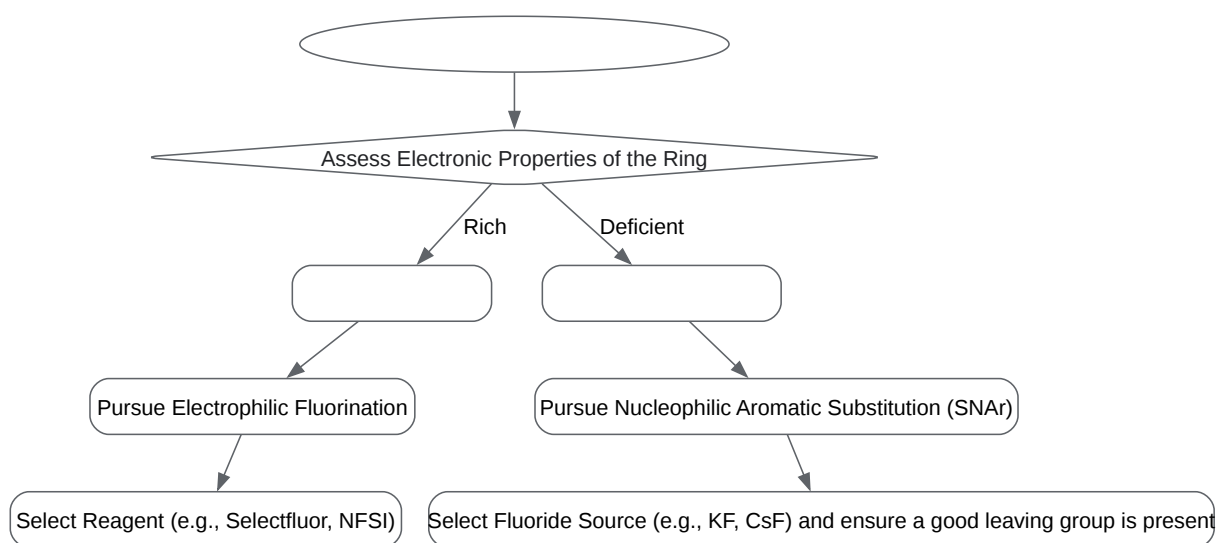 Assess Electronic Properties of the Ring
Rich
Deficient
Pursue Electrophilic Fluorination
Pursue Nucleophilic Aromatic Substitution (SNAr)
Select Reagent (e.g., Selectfluor, NFSI)
Select Fluoride Source (e.g., KF, CsF) and ensure a good leaving group is present